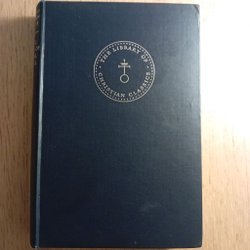 THE LIBRARY OF
CHRISTIAN CLASSICS